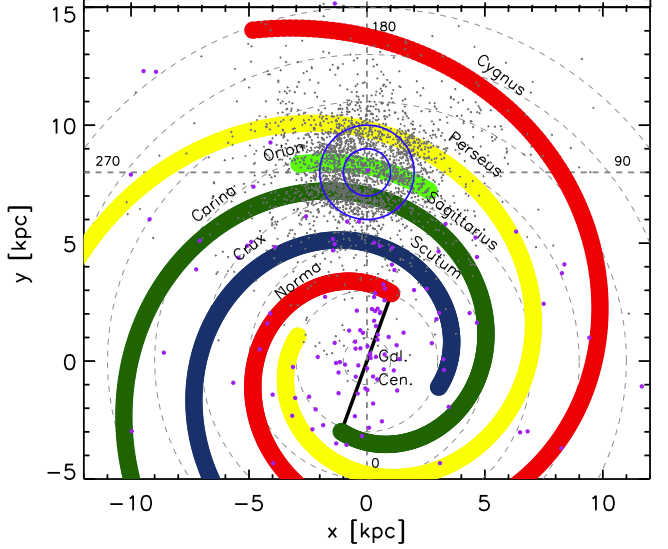 15
180
Cygnus
10
Orion
Perseus
270
90
Carina
Sagittarius
y [kpc]
5
Crux
Scutum
Norma
0
Gal.
Cen.
0
−5
−10
−5
0
5
10
x [kpc]